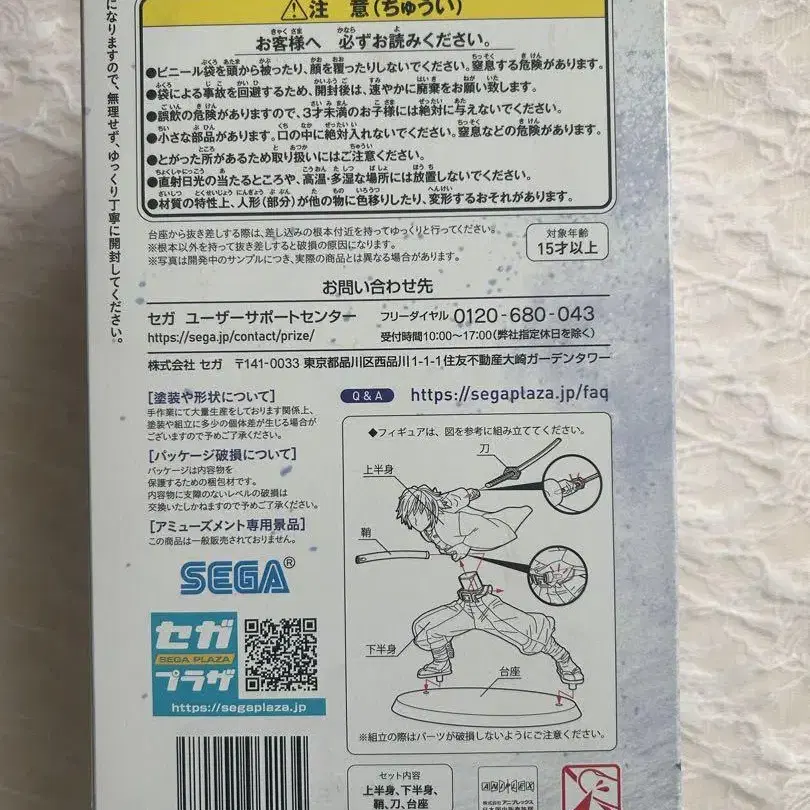 になりますので、無理せず、ゆっくり丁寧に開封してください。
⚠注 意(ちゅうい)
お客様へ 必ずお読みください。
●ビニール袋を頭から被ったり、顔を覆ったりしないでください。窒息する危険があります。
●袋による事故を回避するため、開封後は、速やかに廃棄をお願い致します。
●誤飲の危険がありますので、3才未満のお子様には絶対に与えないでください。
●小さな部品があります。口の中に絶対入れないでください。窒息などの危険があります。
●とがった所があるため取り扱いにはご注意ください。
●直射日光の当たるところや、高温・多湿な場所には放置しないでください。
●材質の特性上、人形(部分)が他の物に色移りしたり、変形するおそれがあります。
台座から抜き差しする際は、差し込みの根本付近を持ってゆっくりと行ってください。
※根本以外を持って抜き差しすると破損の原因になります。
※写真は開発中のサンプルにつき、実際の商品とは異なる場合があります。
対象年齢
15才以上
お問い合わせ先
セガ ユーザーサポートセンター フリーダイヤル 0120-680-043
https://sega.jp/contact/prize/ 受付時間10:00〜17:00(弊社指定休日を除く)
株式会社 セガ 〒141-0033 東京都品川区西品川1-1-1住友不動産大崎ガーデンタワー
[塗装や形状について]
手作業にて大量生産をしております関係上、
塗装や組立に多少の個体差が生じる場合が
ございますので予めご了承ください。
[パッケージ破損について]
パッケージは内容物を
保護するための梱包材です。
内容物に支障のないレベルの破損は
交換いたしかねますので予めご了承ください。
[アミューズメント専用景品]
この商品は一般販売されておりません。
SEGA®
セガ
SEGA PLAZA
プラザ
https://segaplaza.jp
Q&A https://segaplaza.jp/faq
◆フィギュアは、図を参考に組み立ててください。
刀
上半身
鞘
下半身
台座
※組立の際はパーツが破損しないようにご注意ください。
セット内容
上半身、下半身、
鞘、刀、台座
ANIPLEX
株式会社 アニプレックス